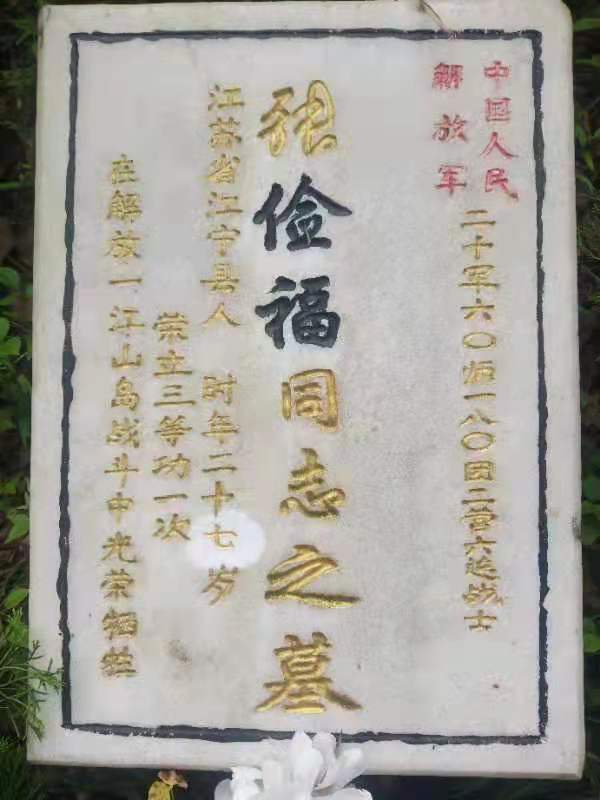 中国人民
解放军
二十军六〇师一八〇团二营六连战士
张俭福同志之墓
江苏省江宁县人 时年二十七岁
荣立三等功一次
在解放一江山岛战斗中光荣牺牲